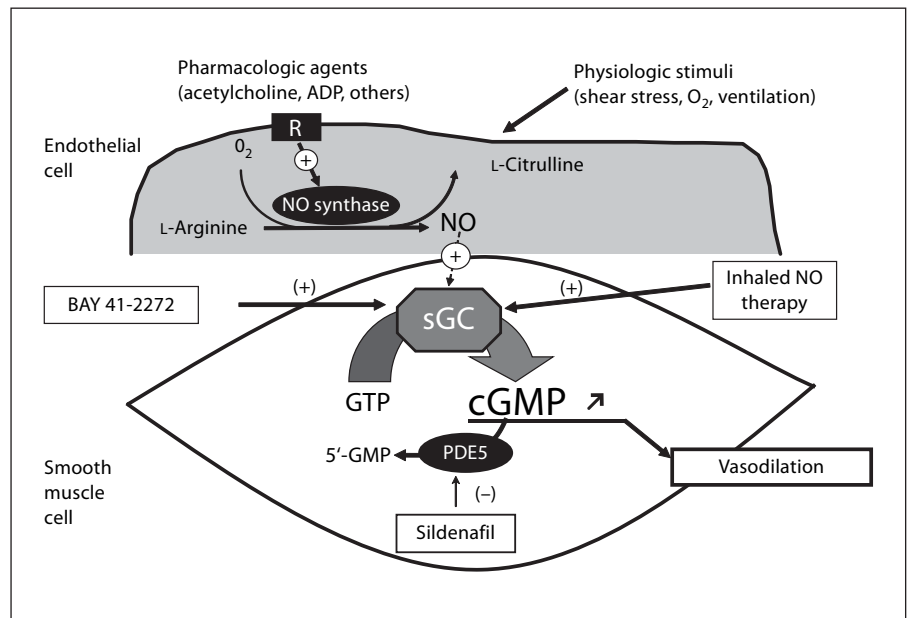 Pharmacologic agents
(acetylcholine, ADP, others)
Physiologic stimuli
(shear stress, O₂, ventilation)
Endothelial
cell
R
0₂
+
L-Citrulline
NO synthase
L-Arginine
NO
+
BAY 41-2272
(+)
(+)
Inhaled NO
therapy
sGC
GTP
cGMP
5'-GMP
PDE5
Vasodilation
Smooth
muscle
cell
(–)
Sildenafil